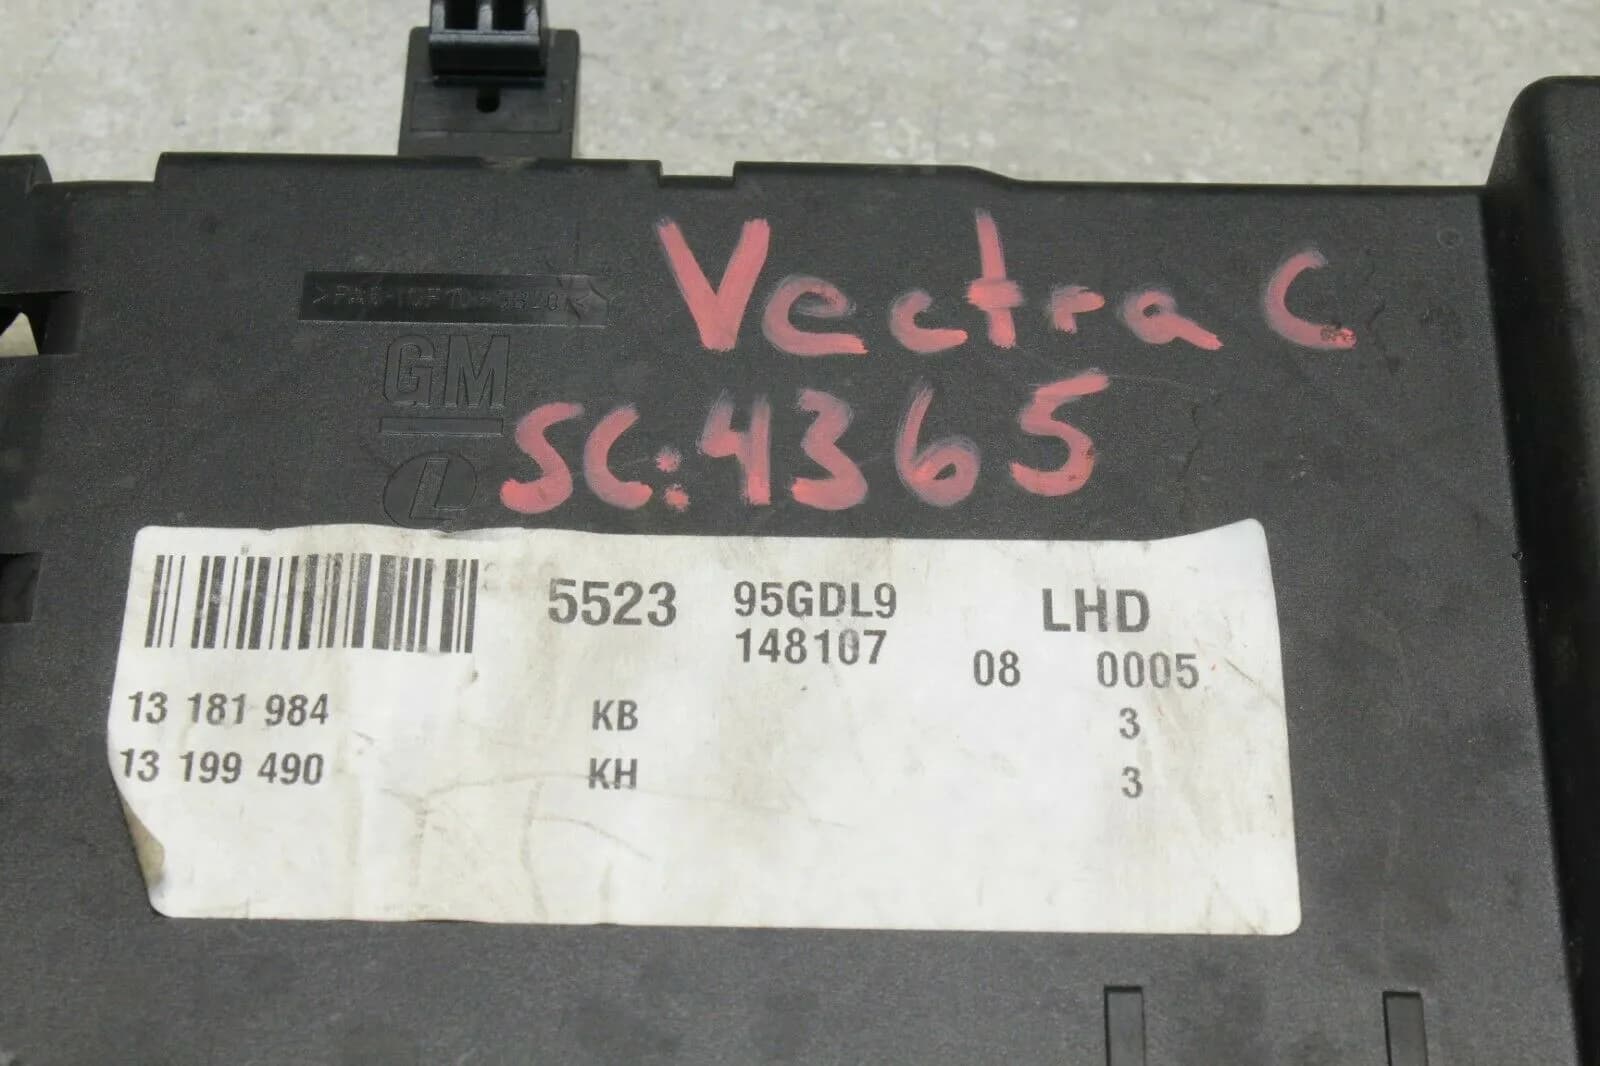 Vectra C
GM
SC:4365
L
5523 95GDL9 LHD
148107 08 0005
13 181 984 KB 3
13 199 490 KH 3